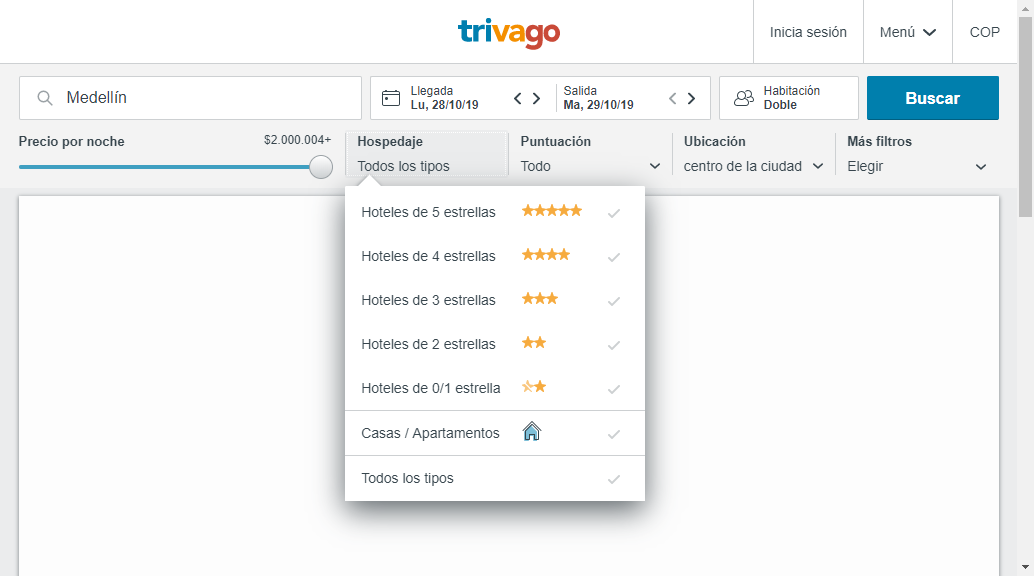 trivago
Inicia sesión
Menú
COP
Medellín
Llegada
Lu, 28/10/19
Salida
Ma, 29/10/19
Habitación
Doble
Buscar
Precio por noche
$2.000.004+
Hospedaje
Todos los tipos
Puntuación
Todo
Ubicación
centro de la ciudad
Más filtros
Elegir
Hoteles de 5 estrellas
Hoteles de 4 estrellas
Hoteles de 3 estrellas
Hoteles de 2 estrellas
Hoteles de 0/1 estrella
Casas / Apartamentos
Todos los tipos